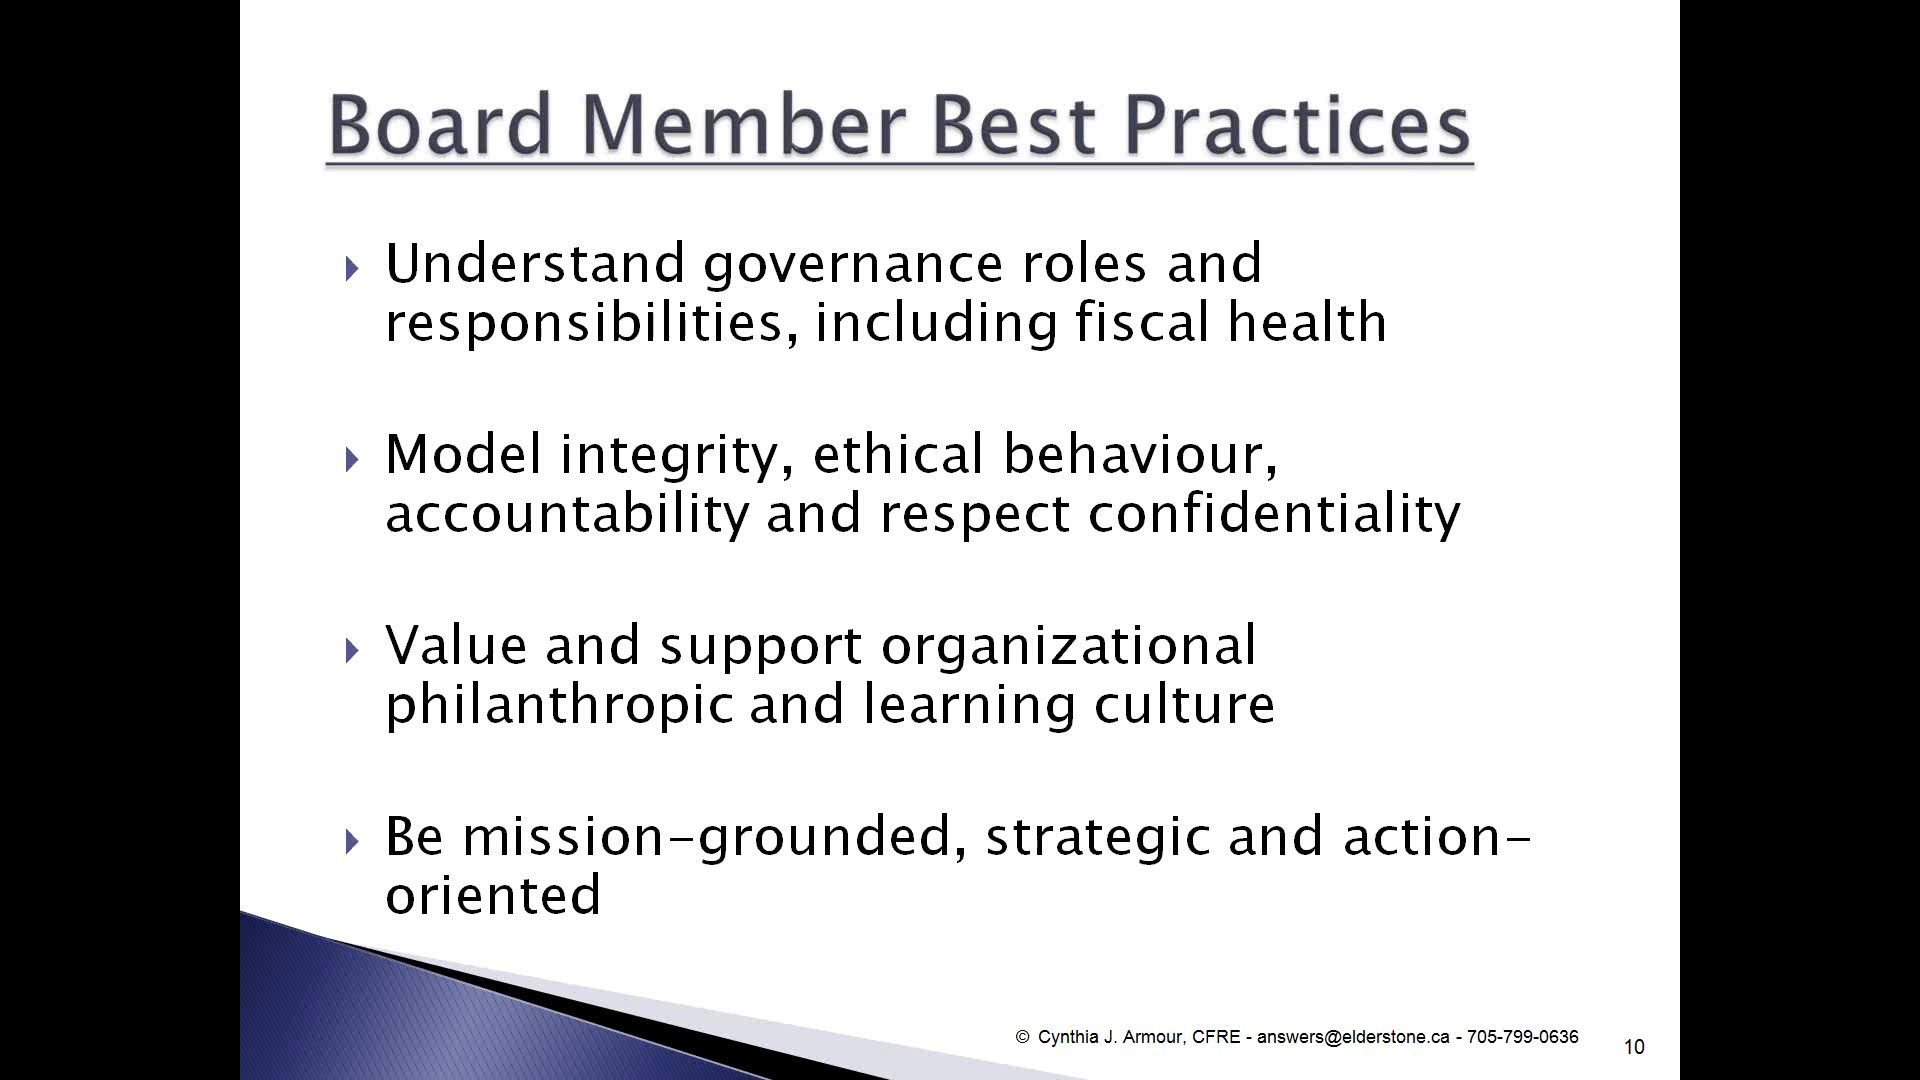 Board Member Best Practices
Understand governance roles and
responsibilities, including fiscal health
Model integrity, ethical behaviour,
accountability and respect confidentiality
Value and support organizational
philanthropic and learning culture
Be mission-grounded, strategic and action-
oriented
© Cynthia J. Armour, CFRE - answers@elderstone.ca - 705-799-0636
10